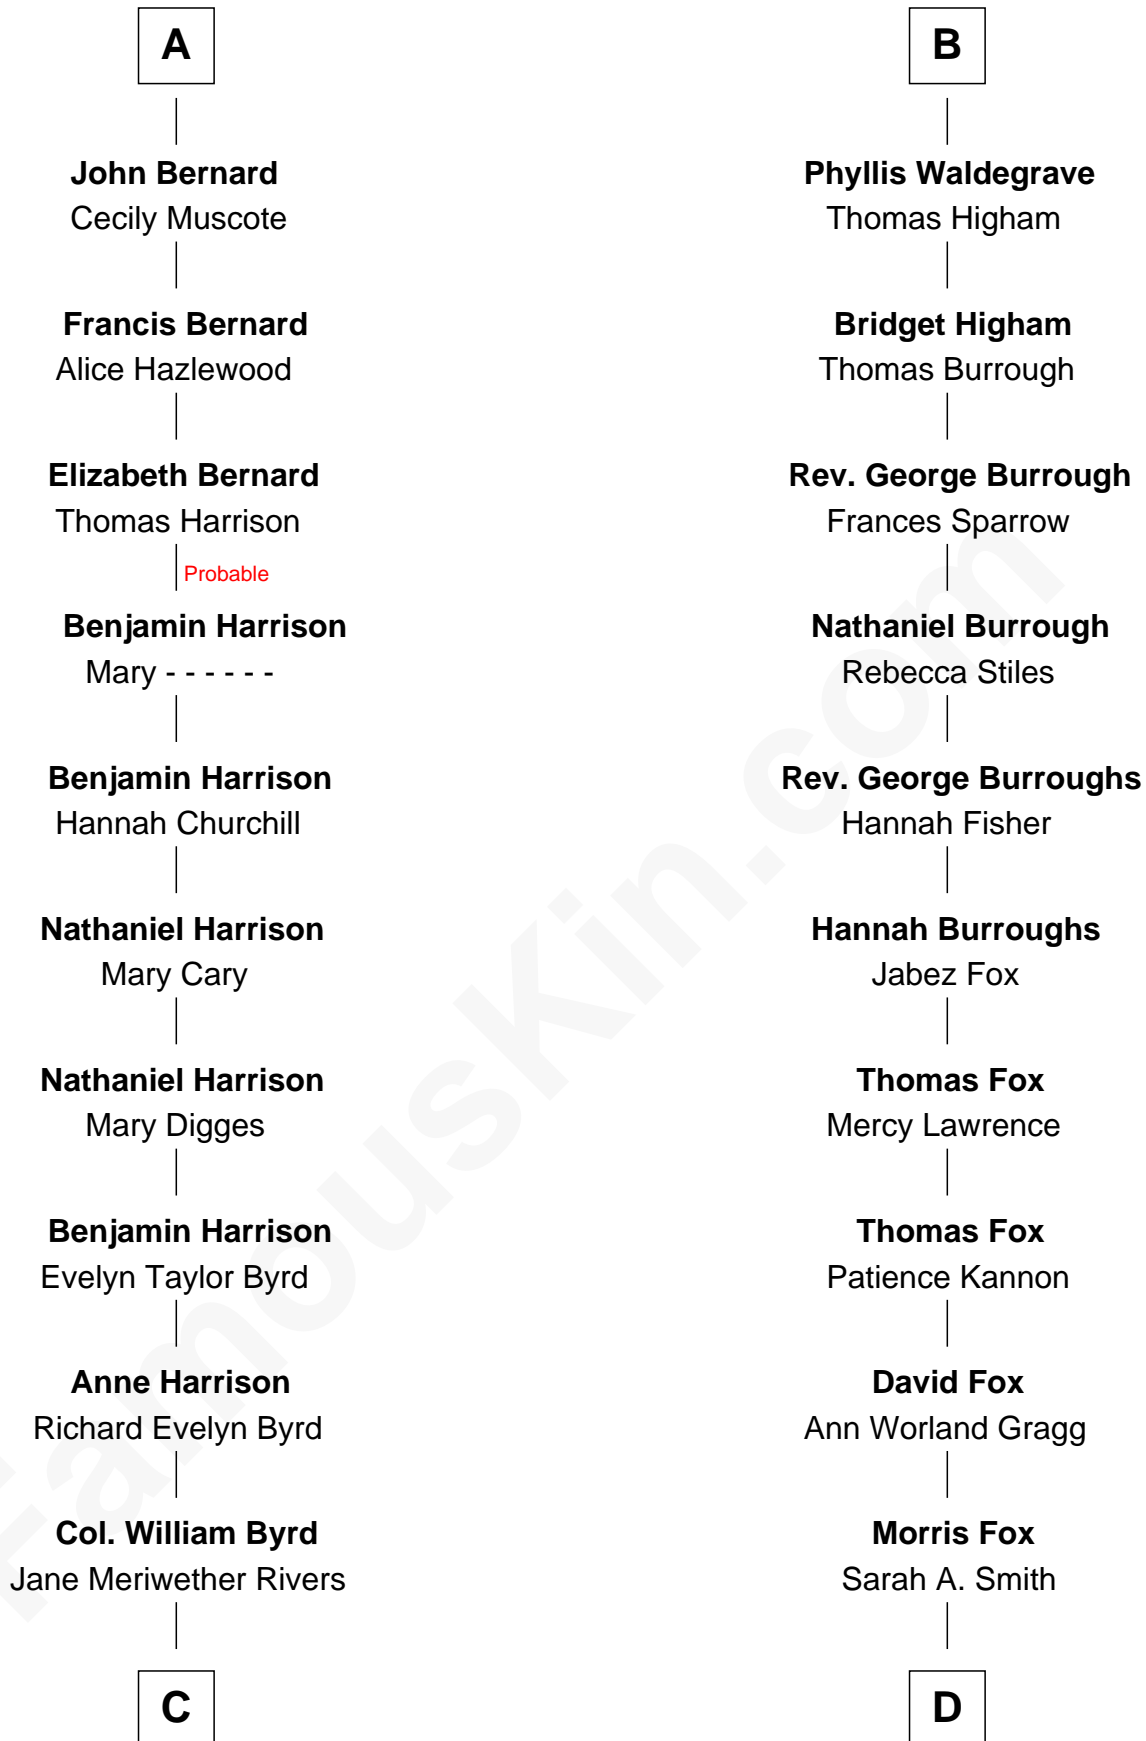 A
John Bernard
Cecily Muscote
Francis Bernard
Alice Hazlewood
Elizabeth Bernard
Thomas Harrison
Probable
Benjamin Harrison
Mary - - - - - -
Benjamin Harrison
Hannah Churchill
Nathaniel Harrison
Mary Cary
Nathaniel Harrison
Mary Digges
Benjamin Harrison
Evelyn Taylor Byrd
Anne Harrison
Richard Evelyn Byrd
Col. William Byrd
Jane Meriwether Rivers
C
B
Phyllis Waldegrave
Thomas Higham
Bridget Higham
Thomas Burrough
Rev. George Burrough
Frances Sparrow
Nathaniel Burrough
Rebecca Stiles
Rev. George Burroughs
Hannah Fisher
Hannah Burroughs
Jabez Fox
Thomas Fox
Mercy Lawrence
Thomas Fox
Patience Kannon
David Fox
Ann Worland Gragg
Morris Fox
Sarah A. Smith
D
FamousKin.com